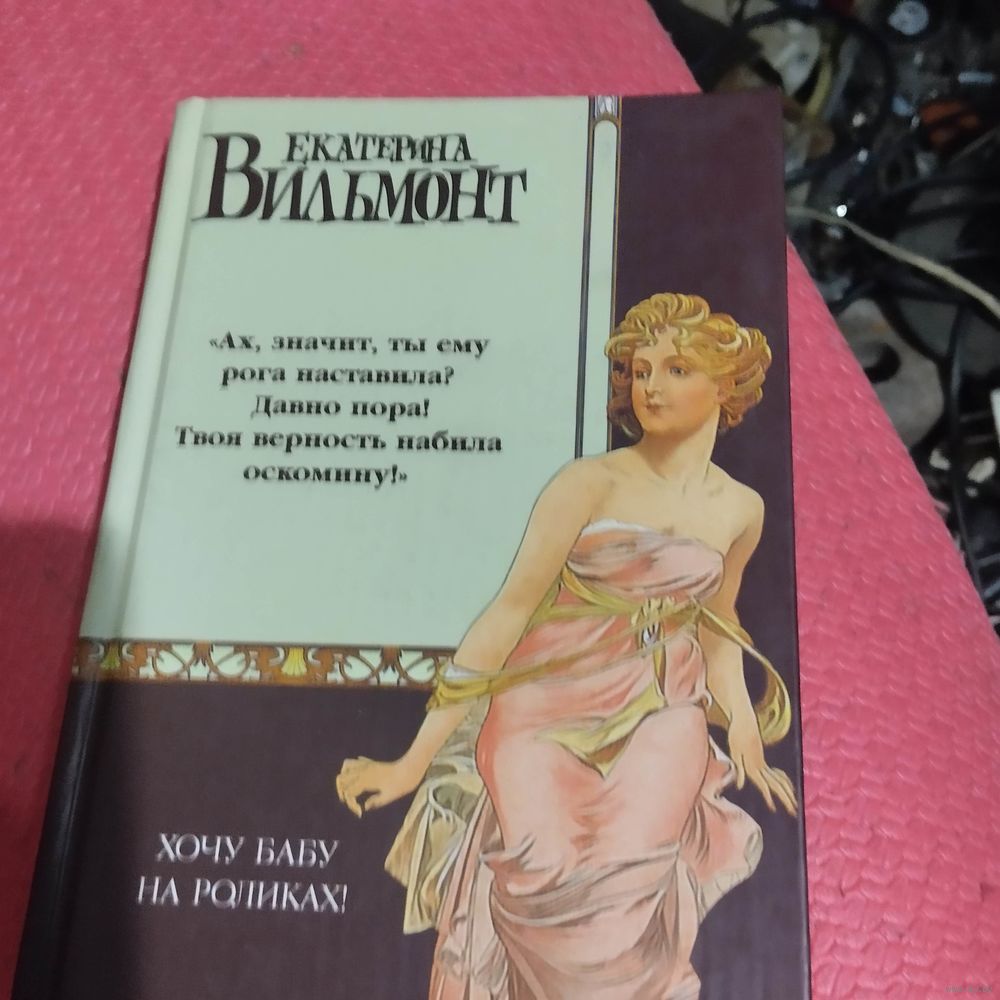 ЕКАТЕРИНА
ВИЛЬМОНТ
«Ах, значит, ты ему
рога наставила?
Давно пора!
Твоя верность набила
оскомину!»
ХОЧУ БАБУ
НА РОЛИКАХ!